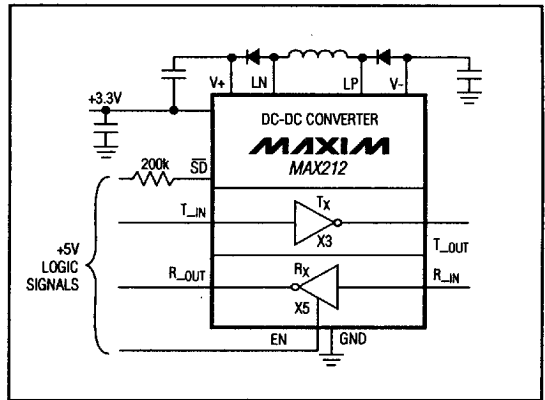 V+ LN LP V-
+3.3V
DC-DC CONVERTER
MAXIM
MAX212
200k
SD
T_IN
TX
X3
T_OUT
+5V
LOGIC
SIGNALS
R_OUT
RX
X5
R_IN
EN
GND